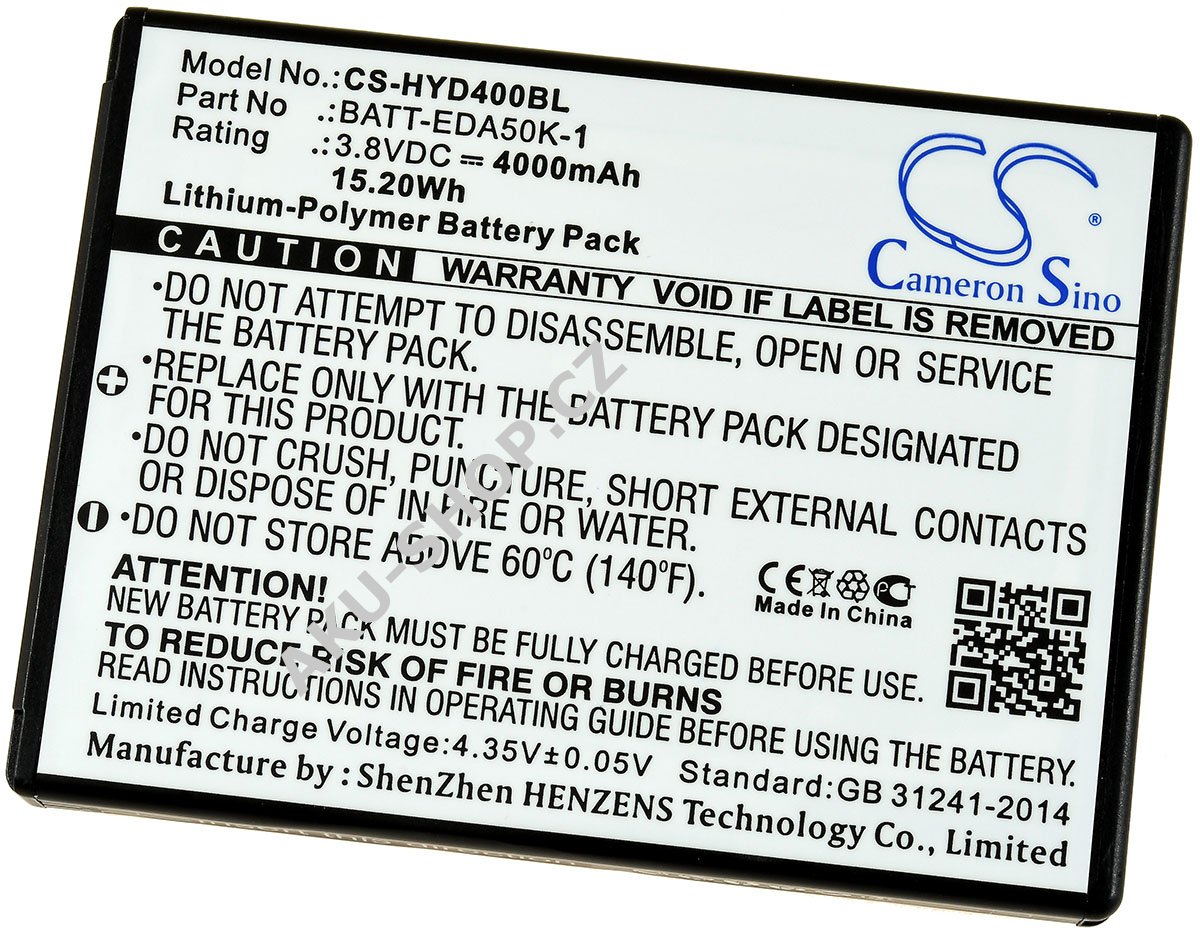 Model No.:CS-HYD400BL
Part No .:BATT-EDA50K-1
Rating .:3.8VDC ⎓ 4000mAh
15.20Wh
Lithium-Polymer Battery Pack
CS ®
Cameron Sino
CAUTION WARRANTY VOID IF LABEL IS REMOVED
•DO NOT ATTEMPT TO DISASSEMBLE, OPEN OR SERVICE
THE BATTERY PACK.
•REPLACE ONLY WITH THE BATTERY PACK DESIGNATED
FOR THIS PRODUCT.
•DO NOT CRUSH, PUNCTURE, SHORT EXTERNAL CONTACTS
OR DISPOSE OF IN FIRE OR WATER.
•DO NOT STORE ABOVE 60°C (140°F).
CE PCT
Made In China
ATTENTION!
NEW BATTERY PACK MUST BE FULLY CHARGED BEFORE USE.
TO REDUCE RISK OF FIRE OR BURNS
READ INSTRUCTIONS IN OPERATING GUIDE BEFORE USING THE BATTERY.
Limited Charge Voltage:4.35V±0.05V Standard:GB 31241-2014
Manufacture by : ShenZhen HENZENS Technology Co., Limited
AKU-SHOP.CZ